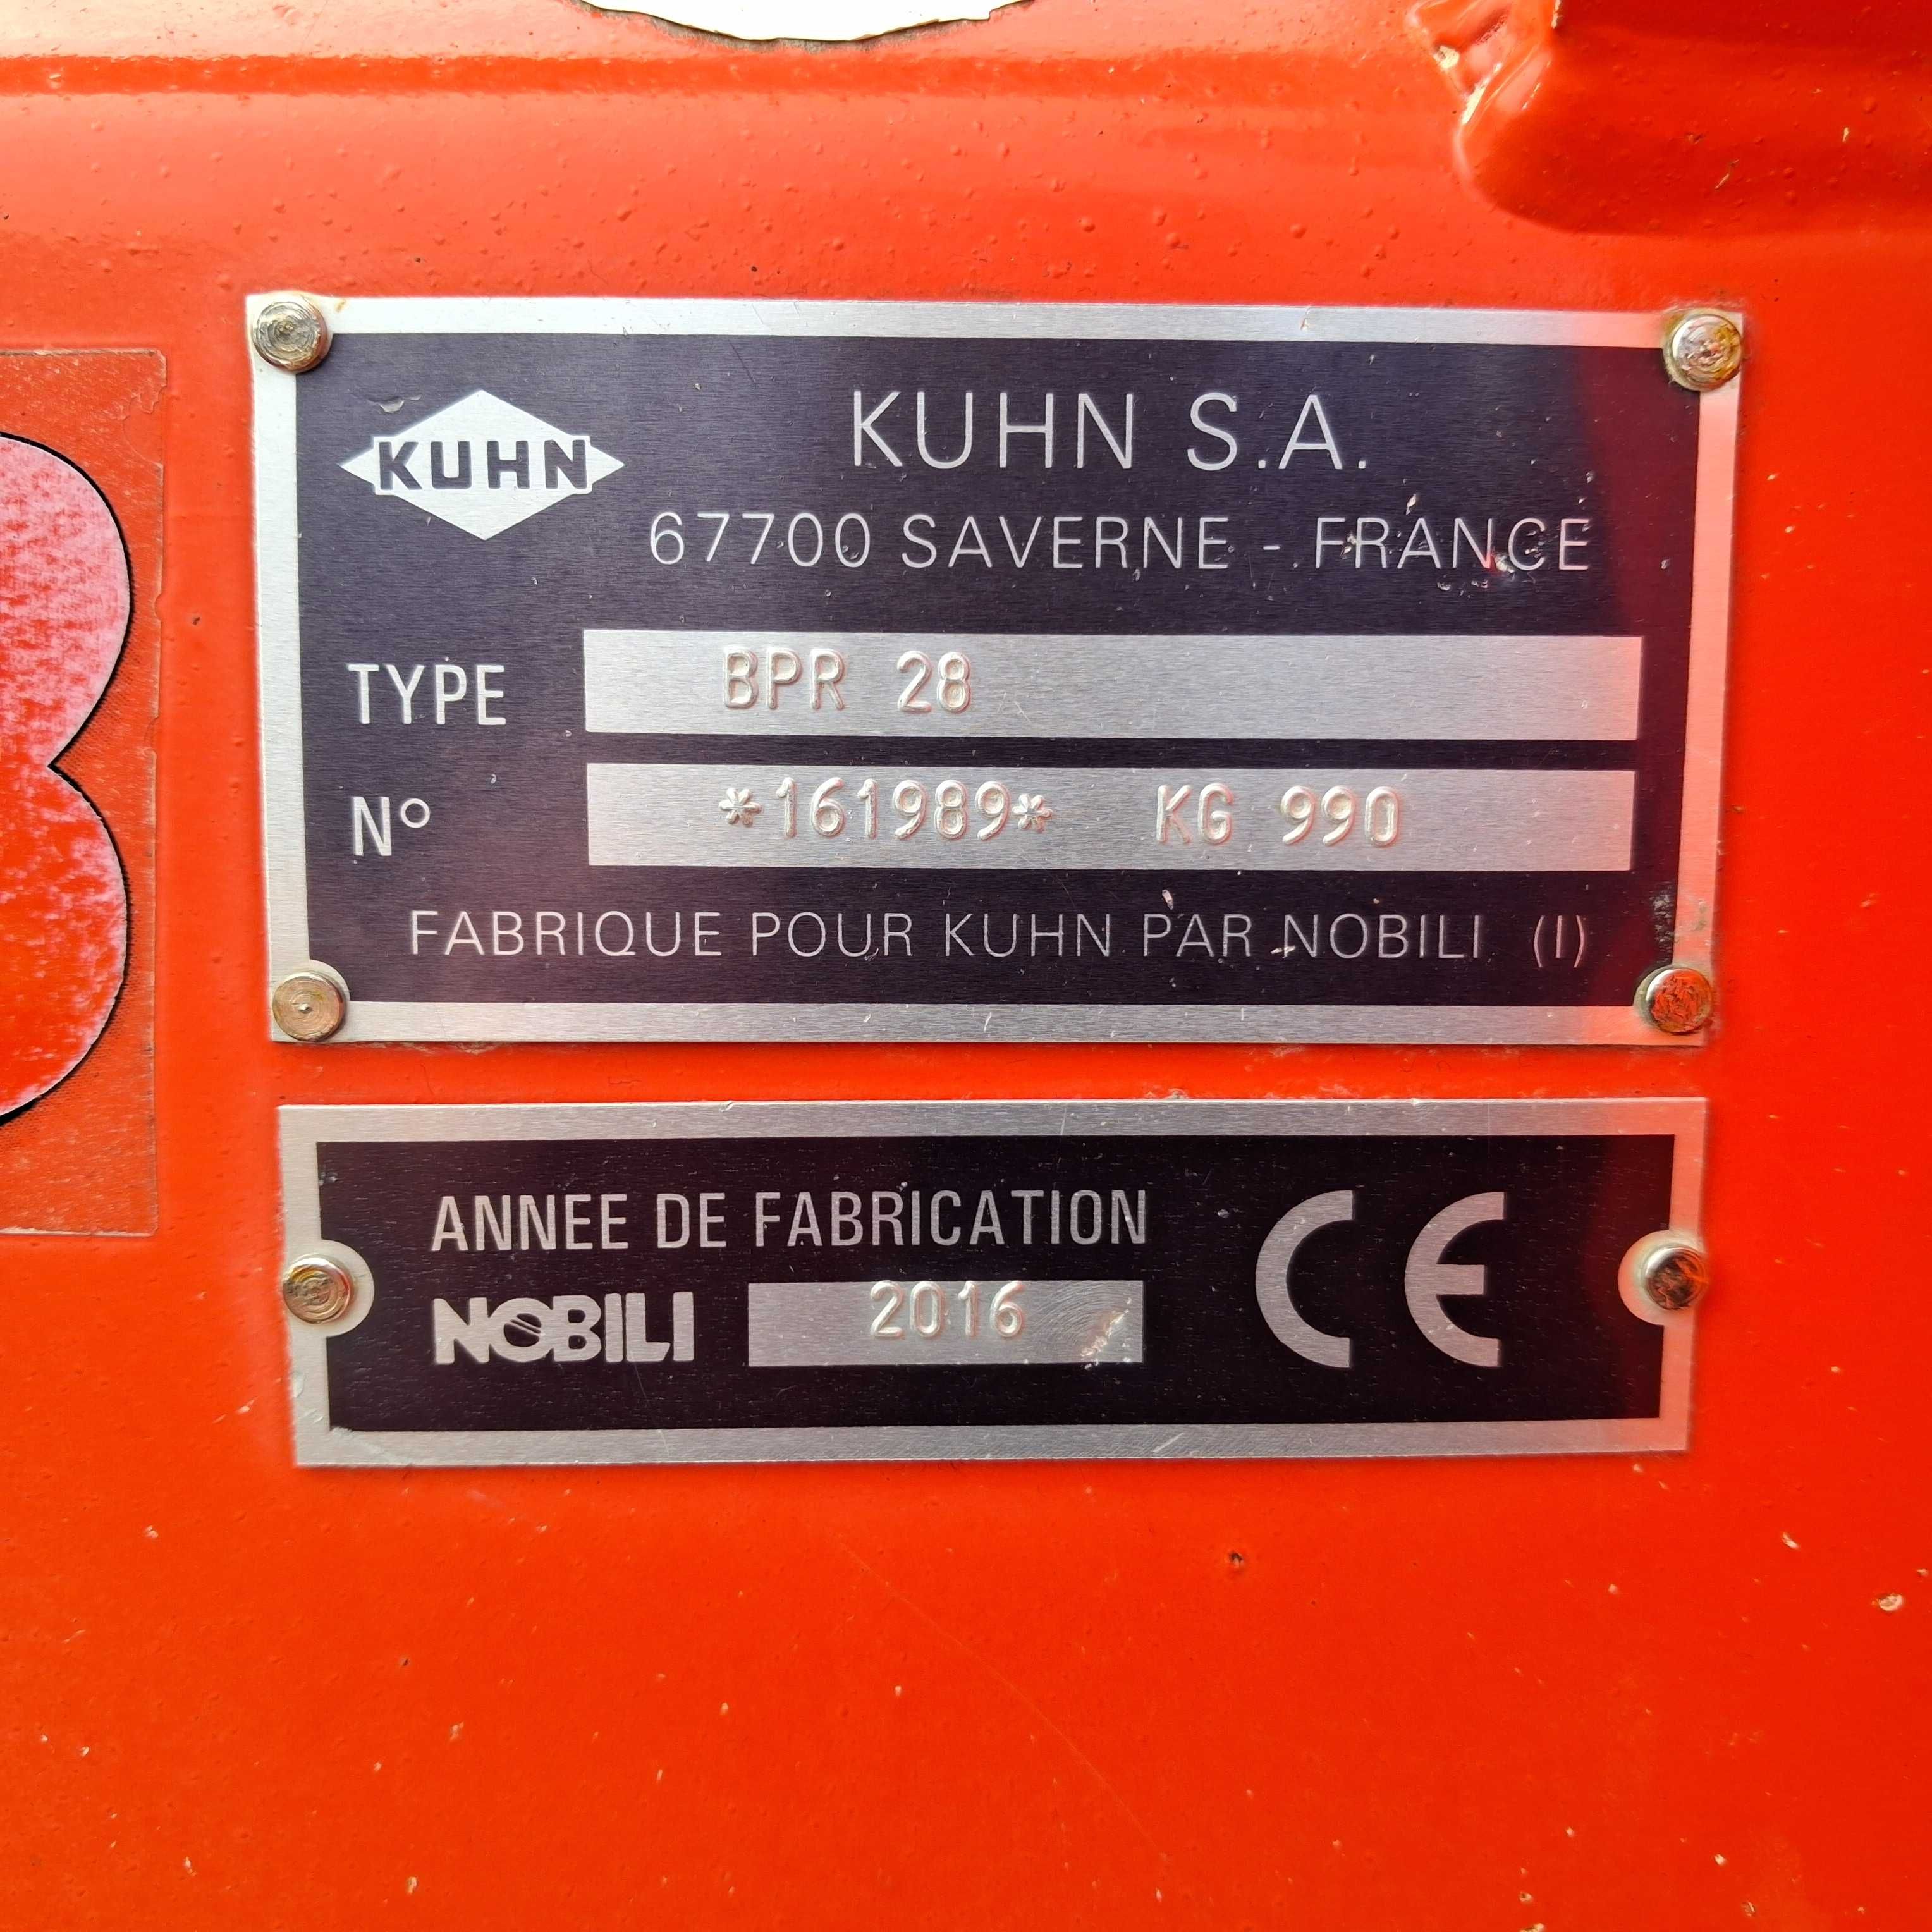 KUHN
KUHN S.A.
67700 SAVERNE - FRANCE
TYPE BPR 28
N° *161989* KG 990
FABRIQUE POUR KUHN PAR NOBILI (I)
ANNEE DE FABRICATION
NOBILI 2016
CE